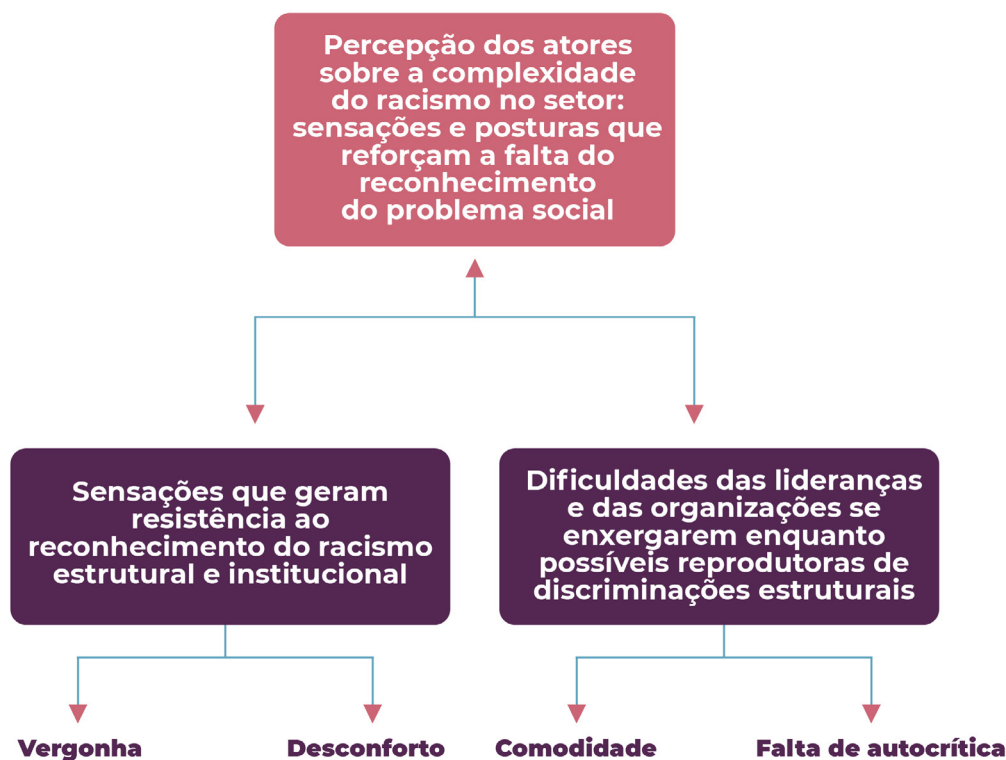 Percepção dos atores
sobre a complexidade
do racismo no setor:
sensações e posturas que
reforçam a falta do
reconhecimento
do problema social
Sensações que geram
resistência ao
reconhecimento do racismo
estrutural e institucional
Dificuldades das lideranças
e das organizações se
enxergarem enquanto
possíveis reprodutoras de
discriminações estruturais
Vergonha
Desconforto
Comodidade
Falta de autocrítica